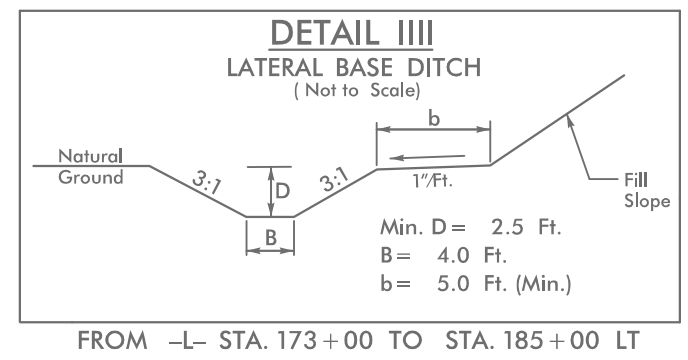 DETAIL IIII
LATERAL BASE DITCH
( Not to Scale)
b
Natural
Ground
3:1
D
3:1
1"/Ft.
Fill
Slope
B
Min. D = 2.5 Ft.
B = 4.0 Ft.
b = 5.0 Ft. (Min.)
FROM -L- STA. 173+00 TO STA. 185+00 LT